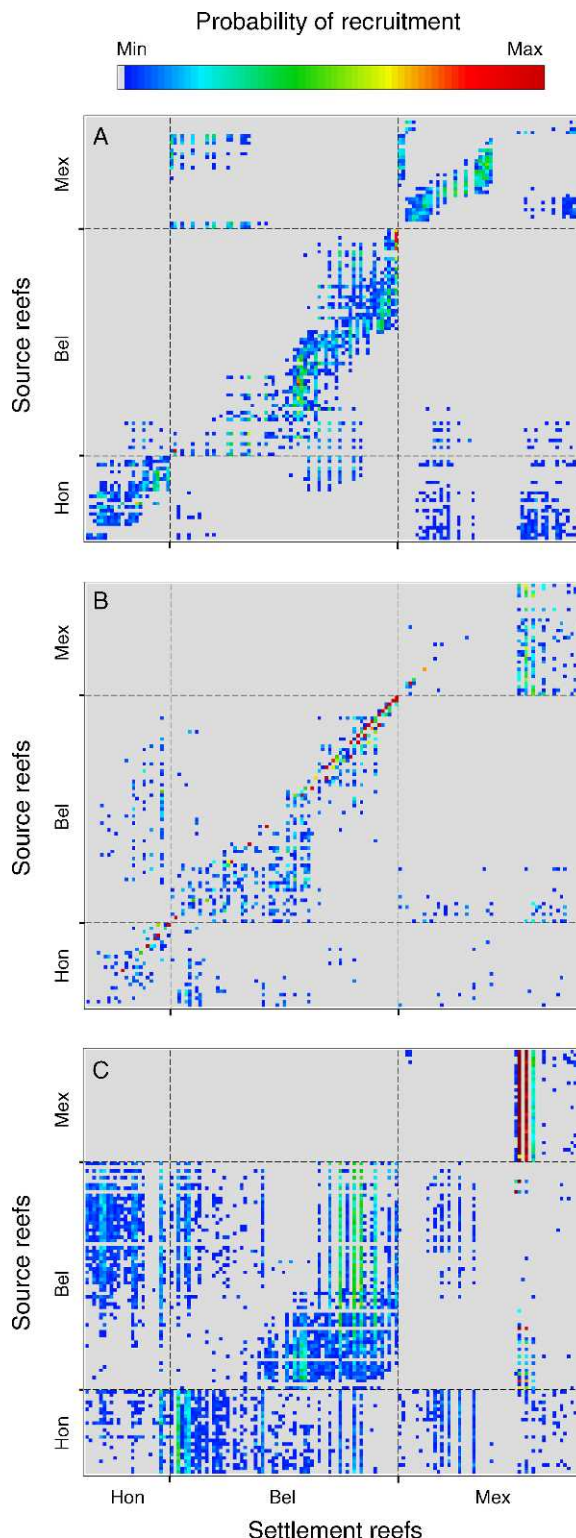 Probability of recruitment
Min Max
A
Mex
Bel
Hon
Source reefs
B
Mex
Bel
Hon
Source reefs
C
Mex
Bel
Hon
Source reefs
Hon Bel Mex
Settlement reefs